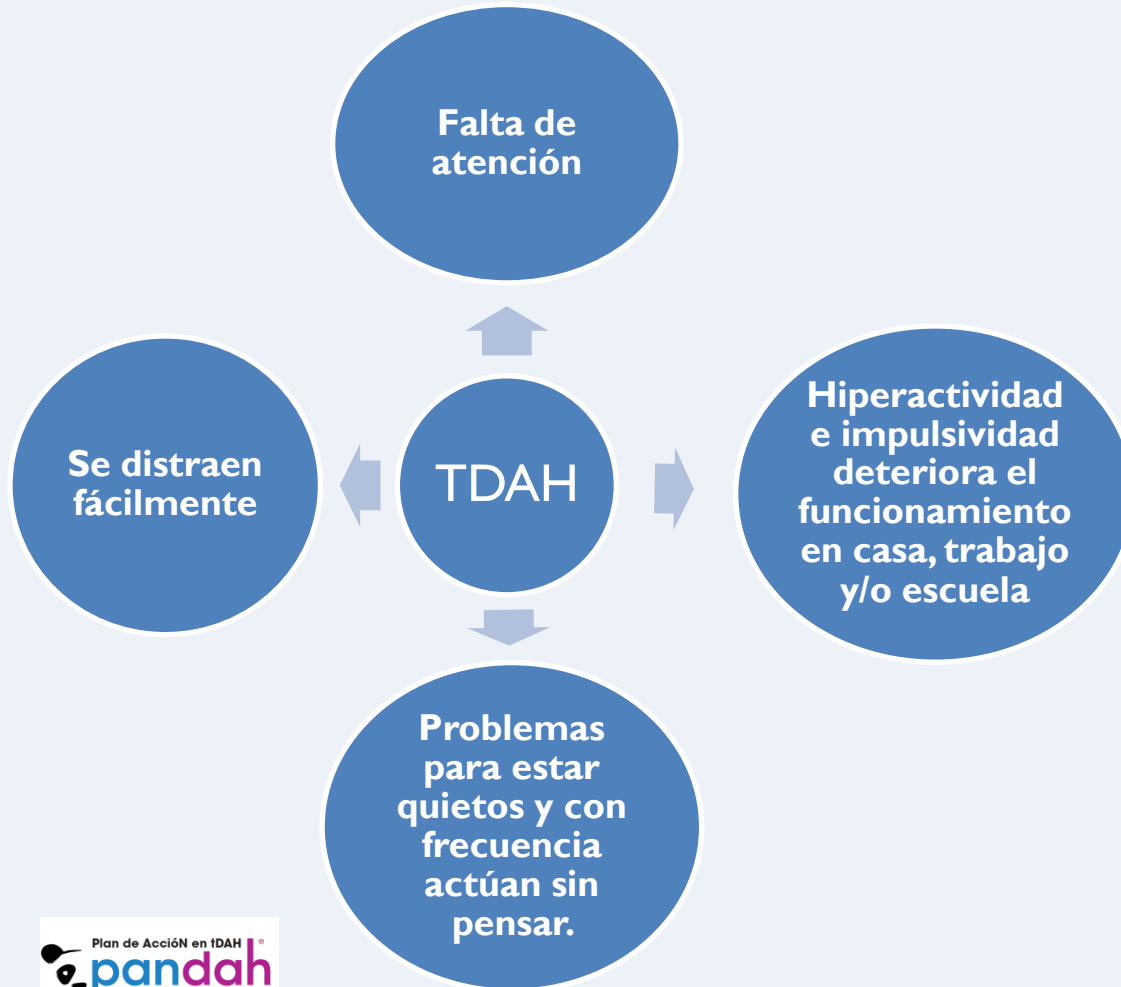 Falta de
atención
Se distraen
fácilmente
TDAH
Hiperactividad
e impulsividad
deteriora el
funcionamiento
en casa, trabajo
y/o escuela
Problemas
para estar
quietos y con
frecuencia
actúan sin
pensar.
Plan de AccióN en tDAH
pandah